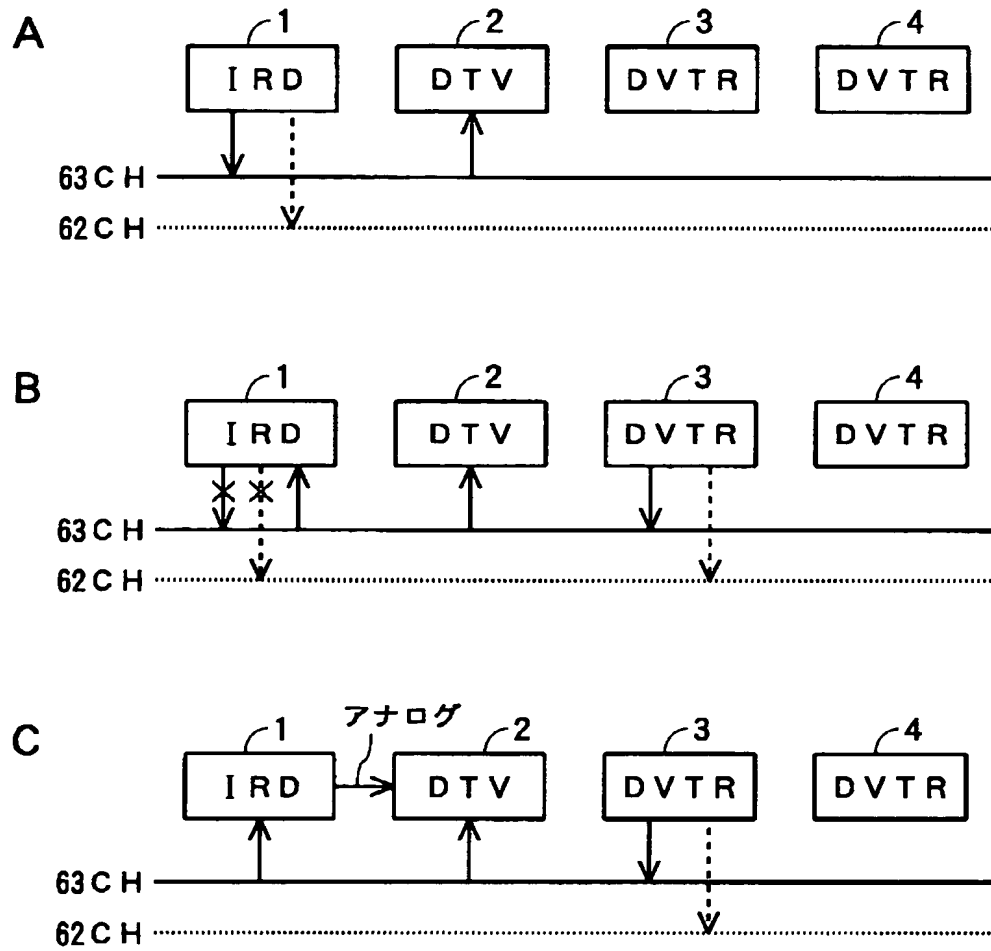 A
1 2 3 4
IRD DTV DVTR DVTR
63CH
62CH
B
1 2 3 4
IRD DTV DVTR DVTR
63CH
62CH
C
アナログ
1 2 3 4
IRD DTV DVTR DVTR
63CH
62CH